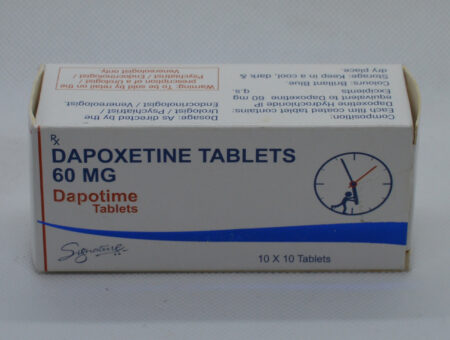 Composition:
Each film coated tablet contains:
Dapoxetine Hydrochloride IP
equivalent to Dapoxetine 60 mg
Excipients q.s.
Colours: Brilliant Blue.
Storage: Keep in a cool, dark &
dry place.
Dosage: As directed by the
Psychiatrist /
Endocrinologist / Venereologist.
Warning: To be sold by retail on the
prescription of a Urologist /
Psychiatrist / Endocrinologist /
Venereologist only.
Rx
DAPOXETINE TABLETS
60 MG
Dapotime
Tablets
Signature
10 X 10 Tablets